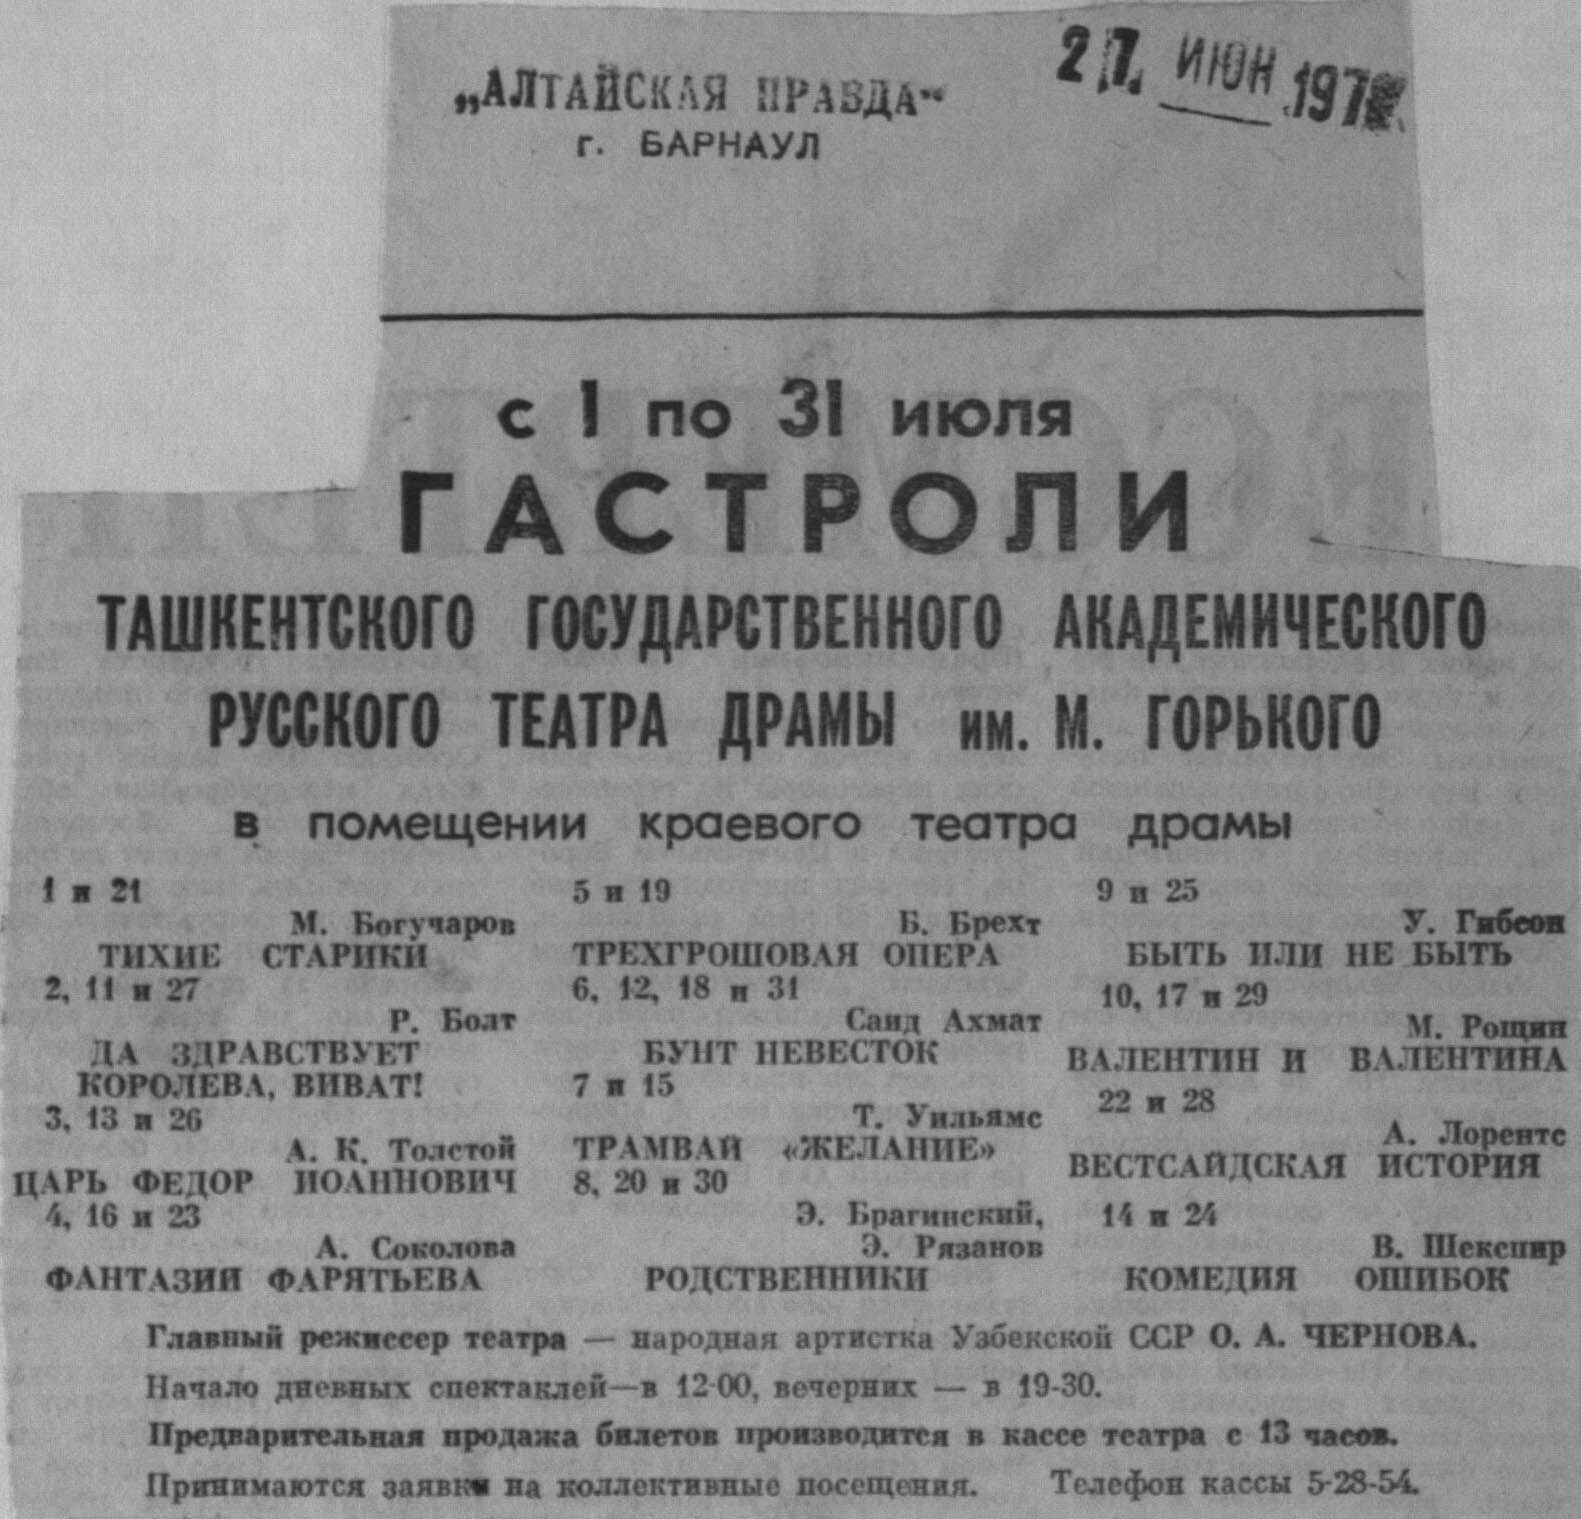 „АЛТАЙСКАЯ ПРАВДА“
г. БАРНАУЛ
27. ИЮН 197
с 1 по 31 июля
ГАСТРОЛИ
ТАШКЕНТСКОГО ГОСУДАРСТВЕННОГО АКАДЕМИЧЕСКОГО
РУССКОГО ТЕАТРА ДРАМЫ им. М. ГОРЬКОГО
в помещении краевого театра драмы
1 и 21
М. Богучаров
ТИХИЕ СТАРИКИ
2, 11 и 27
Р. Болт
ДА ЗДРАВСТВУЕТ
КОРОЛЕВА, ВИВАТ!
3, 13 и 26
А. К. Толстой
ЦАРЬ ФЕДОР ИОАННОВИЧ
4, 16 и 23
А. Соколова
ФАНТАЗИИ ФАРЯТЬЕВА
5 и 19
Б. Брехт
ТРЕХГРОШОВАЯ ОПЕРА
6, 12, 18 и 31
Саид Ахмат
БУНТ НЕВЕСТОК
7 и 15
Т. Уильямс
ТРАМВАЙ «ЖЕЛАНИЕ»
8, 20 и 30
Э. Брагинский,
Э. Рязанов
РОДСТВЕННИКИ
9 и 25
У. Гибсон
БЫТЬ ИЛИ НЕ БЫТЬ
10, 17 и 29
М. Рощин
ВАЛЕНТИН И ВАЛЕНТИНА
22 и 28
А. Лорентс
ВЕСТСАЙДСКАЯ ИСТОРИЯ
14 и 24
В. Шекспир
КОМЕДИЯ ОШИБОК
Главный режиссер театра — народная артистка Узбекской ССР О. А. ЧЕРНОВА.
Начало дневных спектаклей—в 12-00, вечерних — в 19-30.
Предварительная продажа билетов производится в кассе театра с 13 часов.
Принимаются заявки на коллективные посещения. Телефон кассы 5-28-54.